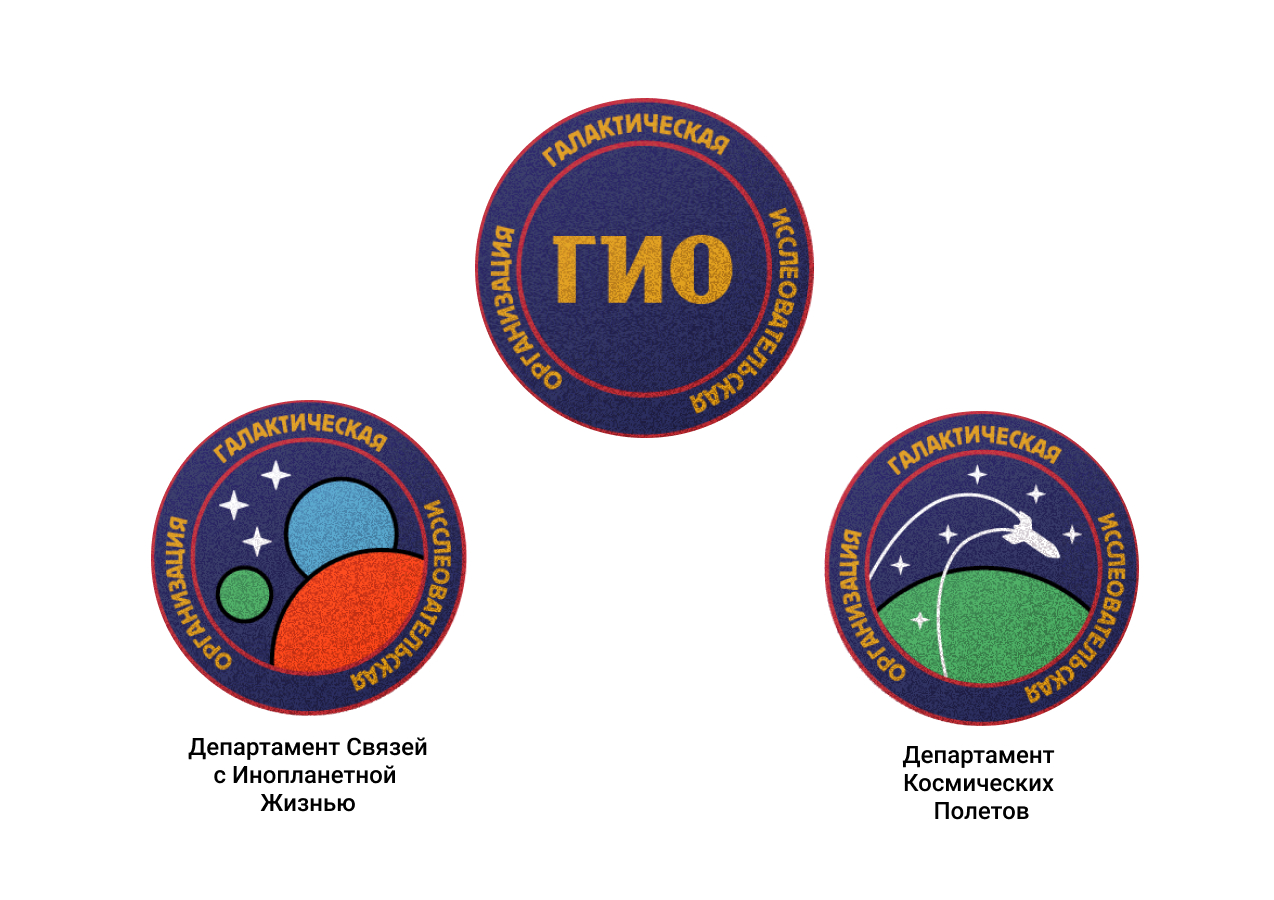 ГАЛАКТИЧЕСКАЯ
ИССЛЕОВАТЕЛЬСКАЯ
ОРГАНИЗАЦИЯ
ГИО
ГАЛАКТИЧЕСКАЯ
ИССЛЕОВАТЕЛЬСКАЯ
ОРГАНИЗАЦИЯ
Департамент Связей
с Инопланетной
Жизнью
ГАЛАКТИЧЕСКАЯ
ИССЛЕОВАТЕЛЬСКАЯ
ОРГАНИЗАЦИЯ
Департамент
Космических
Полетов